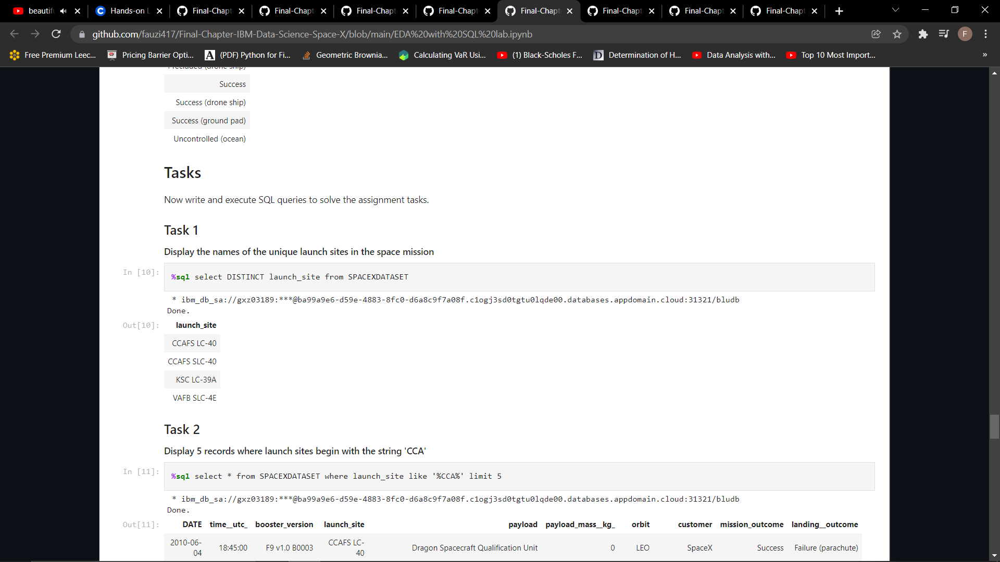 beautif
Hands-on L
Final-Chapt
Final-Chapt
Final-Chapt
Final-Chapt
Final-Chapt
Final-Chapt
Final-Chapt
Final-Chapt
github.com/fauzi417/Final-Chapter-IBM-Data-Science-Space-X/blob/main/EDA%20with%20SQL%20lab.ipynb
F
Free Premium Leec...
Pricing Barrier Opti...
A
(PDF) Python for Fi...
Geometric Brownia...
Calculating VaR Usi...
(1) Black-Scholes F...
D
Determination of H...
Data Analysis with...
Top 10 Most Import...
»
Precluded (drone ship)
Success
Success (drone ship)
Success (ground pad)
Uncontrolled (ocean)
Tasks
Now write and execute SQL queries to solve the assignment tasks.
Task 1
Display the names of the unique launch sites in the space mission
In [10]: %sql select DISTINCT launch_site from SPACEXDATASET
* ibm_db_sa://gxz03189:***@ba99a9e6-d59e-4883-8fc0-d6a8c9f7a08f.c1ogj3sd0tgtu0lqde00.databases.appdomain.cloud:31321/bludb
Done.
Out[10]: launch_site
CCAFS LC-40
CCAFS SLC-40
KSC LC-39A
VAFB SLC-4E
Task 2
Display 5 records where launch sites begin with the string 'CCA'
In [11]: %sql select * from SPACEXDATASET where launch_site like '%CCA%' limit 5
* ibm_db_sa://gxz03189:***@ba99a9e6-d59e-4883-8fc0-d6a8c9f7a08f.c1ogj3sd0tgtu0lqde00.databases.appdomain.cloud:31321/bludb
Done.
Out[11]: DATE time__utc_ booster_version launch_site payload payload_mass__kg_ orbit customer mission_outcome landing__outcome
2010-06-04 18:45:00 F9 v1.0 B0003 CCAFS LC-40 Dragon Spacecraft Qualification Unit 0 LEO SpaceX Success Failure (parachute)